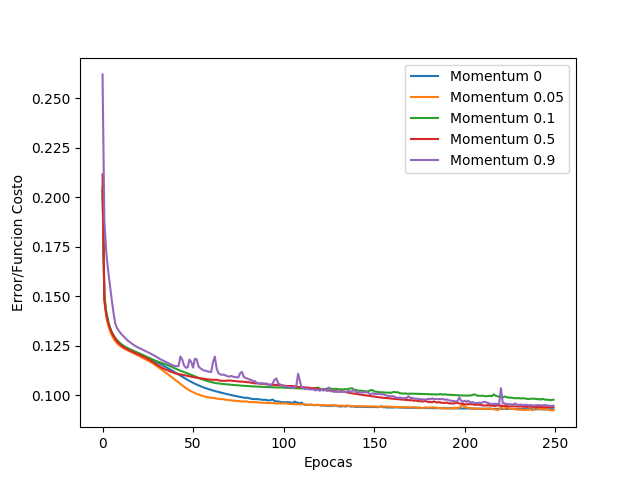 Momentum 0
Momentum 0.05
Momentum 0.1
Momentum 0.5
Momentum 0.9
0.250
0.225
0.200
0.175
0.150
0.125
0.100
Error/Funcion Costo
0 50 100 150 200 250
Epocas